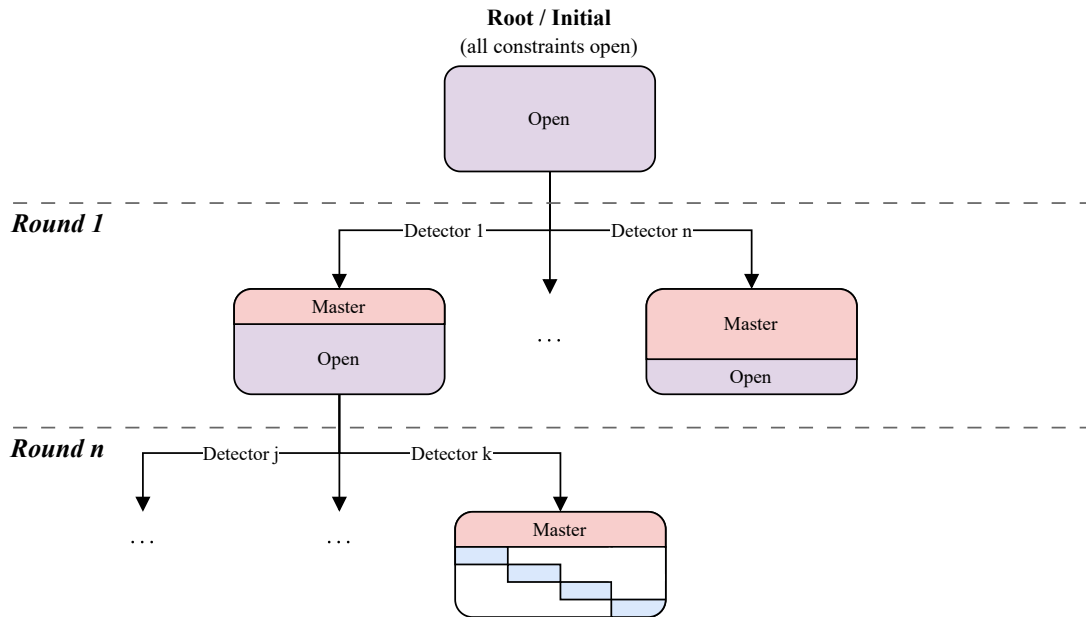 Root / Initial
(all constraints open)
Open
Round 1
Detector 1
Detector n
Master
Open
...
Master
Open
Round n
Detector j
Detector k
...
...
Master